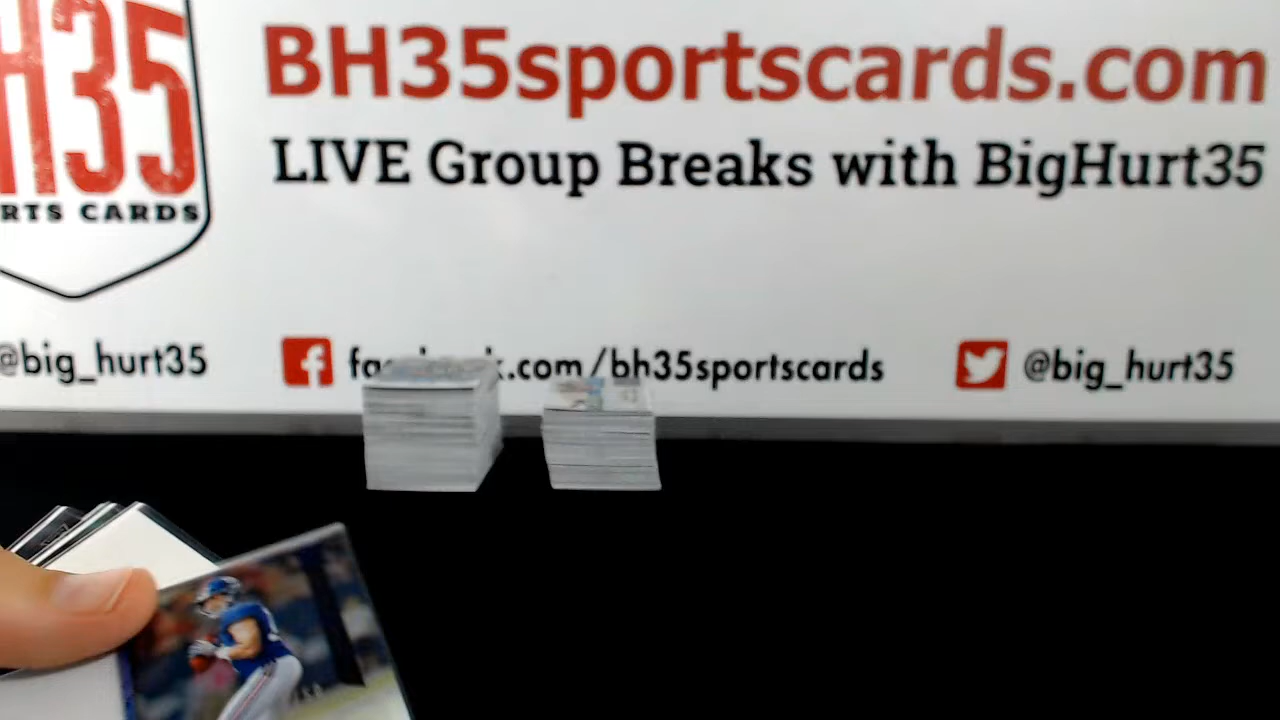 H35
RTS CARDS
BH35sportscards.com
LIVE Group Breaks with BigHurt35
@big_hurt35
.com/bh35sportscards
@big_hurt35